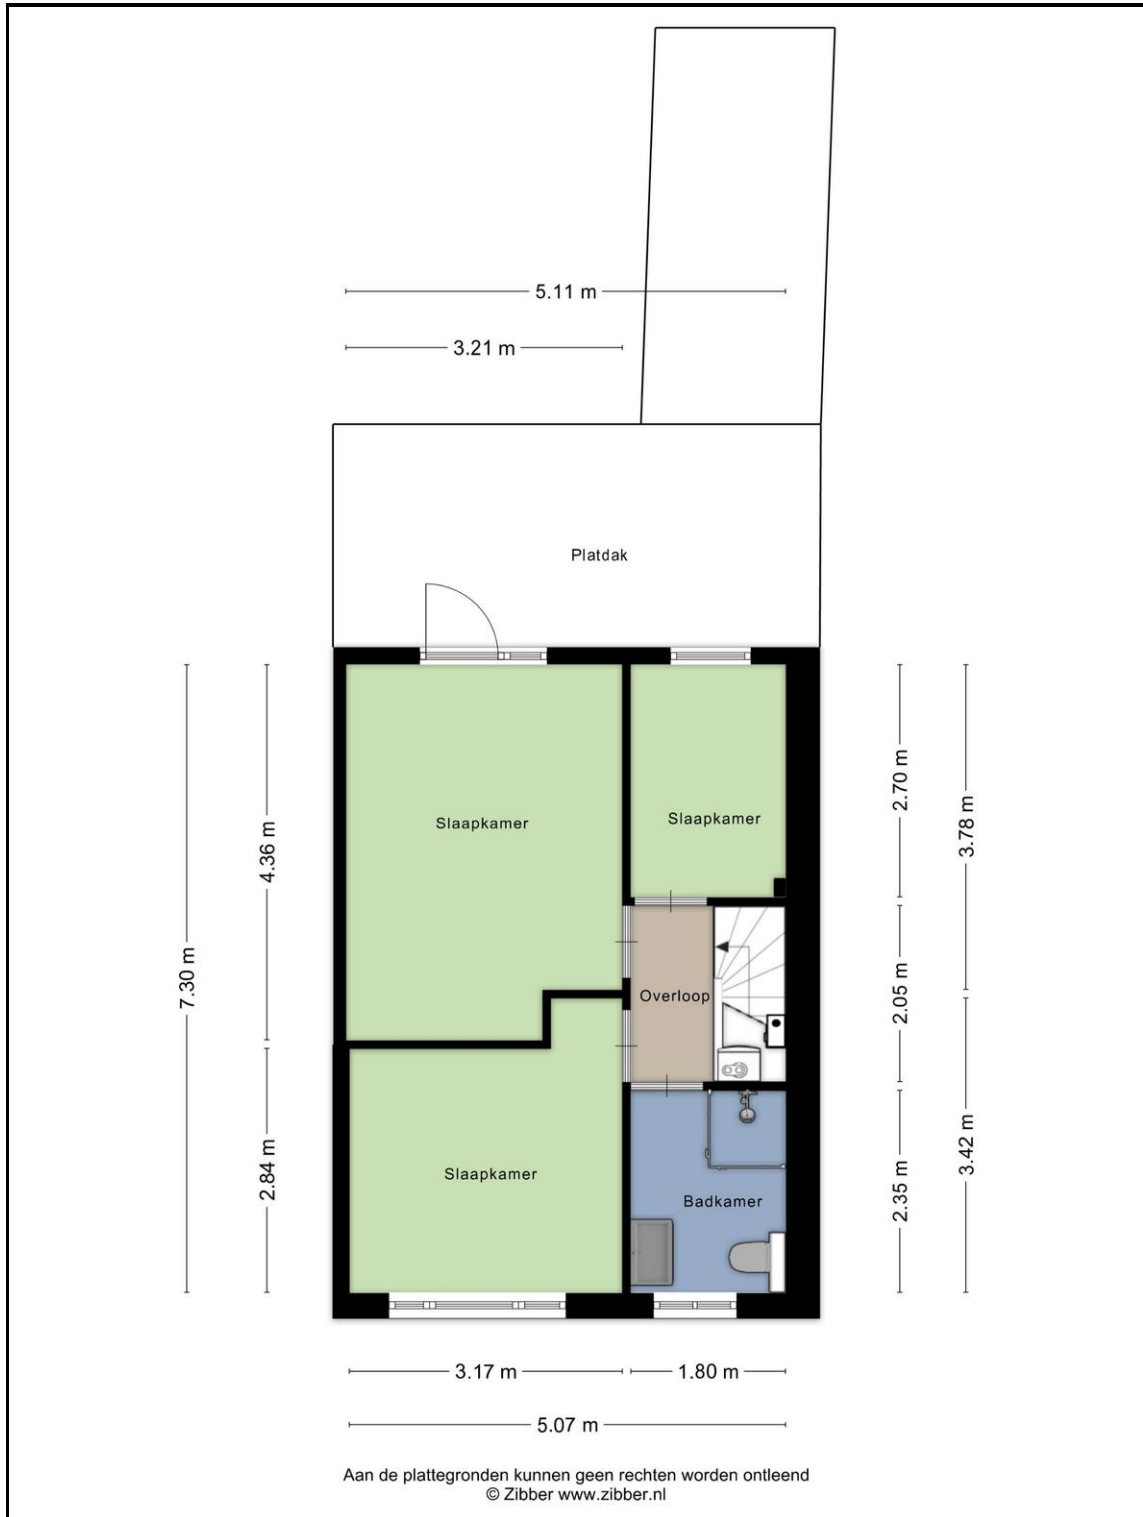 5.11 m
3.21 m
Platdak
2.70 m
3.78 m
Slaapkamer
Slaapkamer
4.36 m
7.30 m
2.05 m
Overloop
2.84 m
3.42 m
Slaapkamer
2.35 m
Badkamer
3.17 m
1.80 m
5.07 m
Aan de plattegronden kunnen geen rechten worden ontleend
© Zibber www.zibber.nl